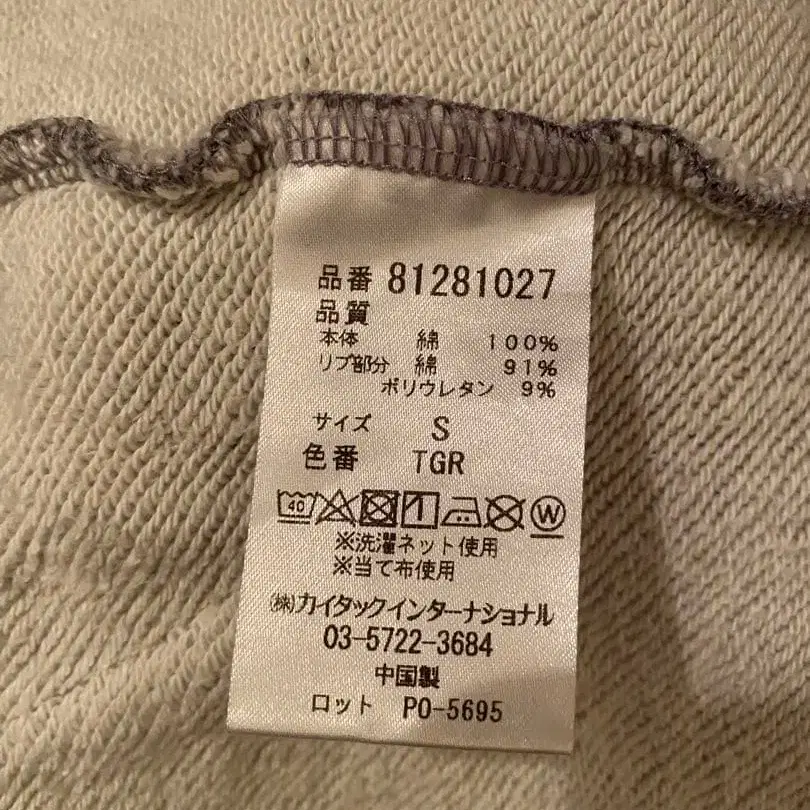 品番 81281027
品質
本体 綿 100%
リブ部分 綿 91%
ポリウレタン 9%
サイズ S
色番 TGR
40 W
※洗濯ネット使用
※当て布使用
㈱カイタックインターナショナル
03-5722-3684
中国製
ロット PO-5695